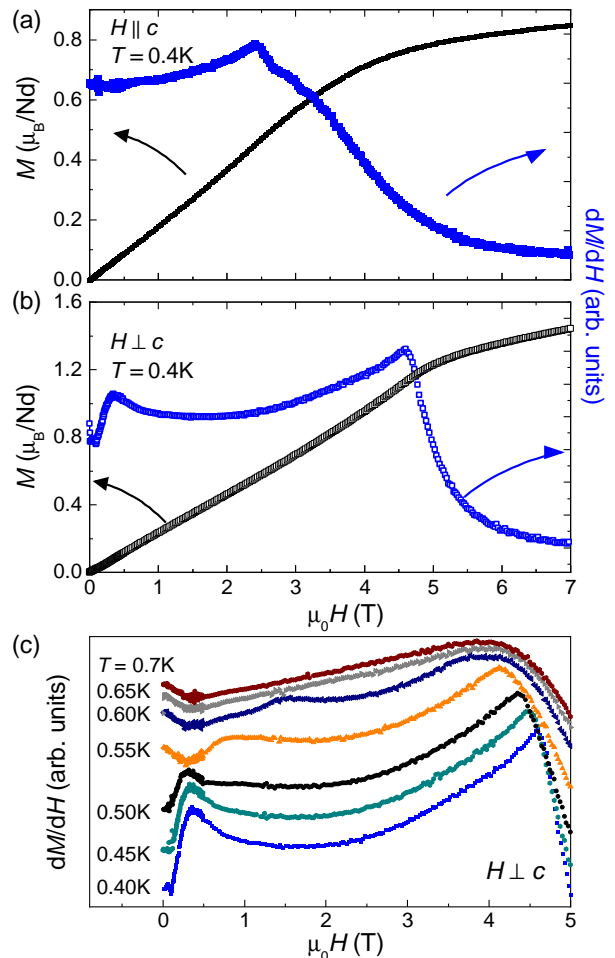 (a)
H ∥ c
T = 0.4K
0.8
0.6
0.4
0.2
0.0
M (μB/Nd)
(b)
H ⊥ c
T = 0.4K
1.6
1.2
0.8
0.4
0.0
M (μB/Nd)
dM/dH (arb. units)
0 1 2 3 4 5 6 7
μ0H (T)
(c)
T = 0.7K
0.65K
0.60K
0.55K
0.50K
0.45K
0.40K
H ⊥ c
dM/dH (arb. units)
0 1 2 3 4 5
μ0H (T)